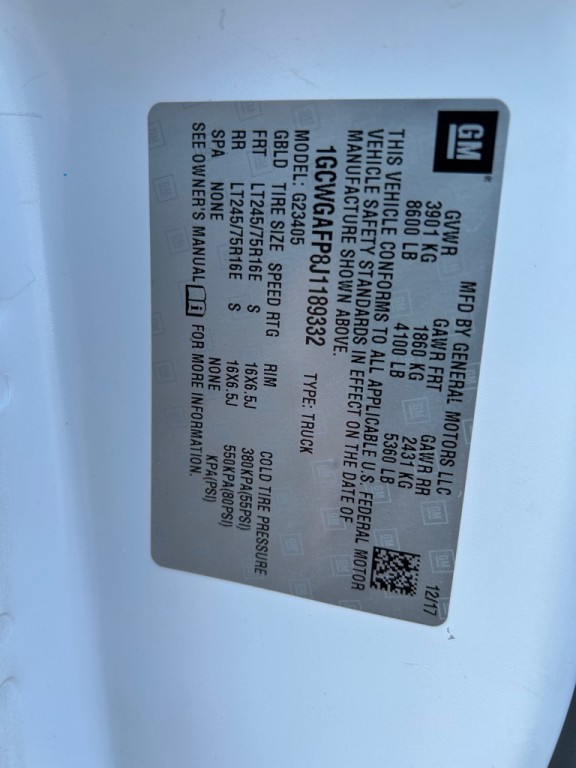 GM
MFD BY GENERAL MOTORS LLC 12/17
GVWR GAWR FRT GAWR RR
3901 KG 1860 KG 2431 KG
8600 LB 4100 LB 5360 LB
THIS VEHICLE CONFORMS TO ALL APPLICABLE U.S. FEDERAL MOTOR
VEHICLE SAFETY STANDARDS IN EFFECT ON THE DATE OF
MANUFACTURE SHOWN ABOVE.
1GCWGAFP8J1189332 TYPE: TRUCK
MODEL: G23405
GBLD TIRE SIZE SPEED RTG RIM COLD TIRE PRESSURE
FRT LT245/75R16E S 16X6.5J 380KPA(55PSI)
RR LT245/75R16E S 16X6.5J 550KPA(80PSI)
SPA NONE NONE KPA(PSI)
SEE OWNER'S MANUAL FOR MORE INFORMATION.